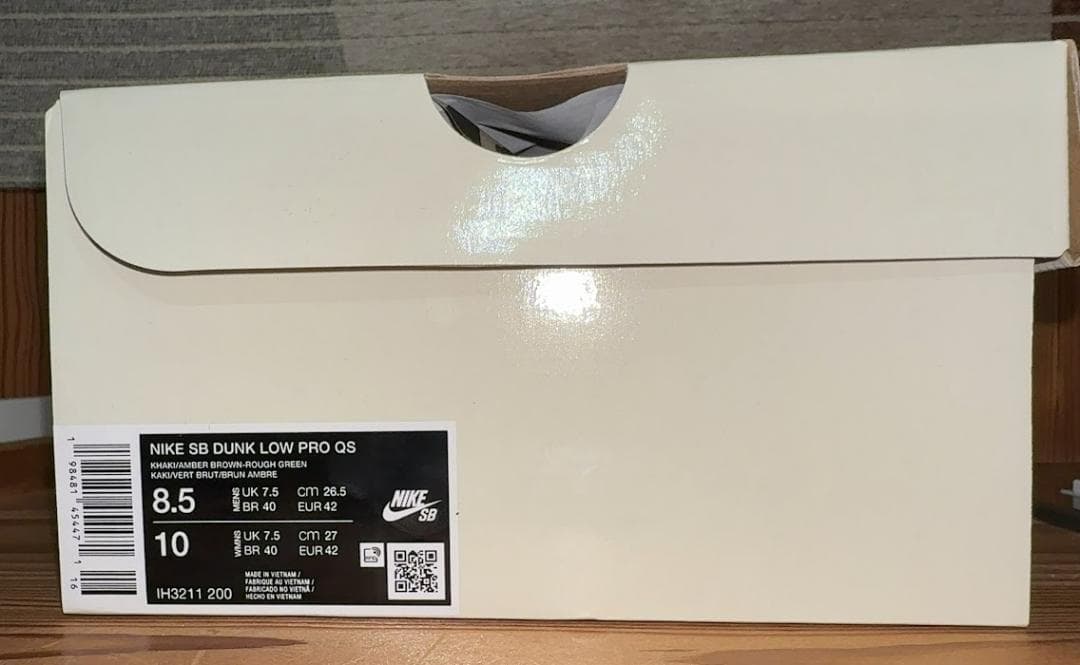 NIKE SB DUNK LOW PRO QS
KHAKI/AMBER BROWN-ROUGH GREEN
KAKI/VERT BRUT/BRUN AMBRE
8.5 MENS UK 7.5 CM 26.5
BR 40 EUR 42
10 WMNS UK 7.5 CM 27
BR 40 EUR 42
NIKE
SB
IH3211 200
MADE IN VIETNAM /
FABRIQUE AU VIETNAM /
FABRICADO NO VIETNÃ /
HECHO EN VIETNAM
1 98481 45447 1 16